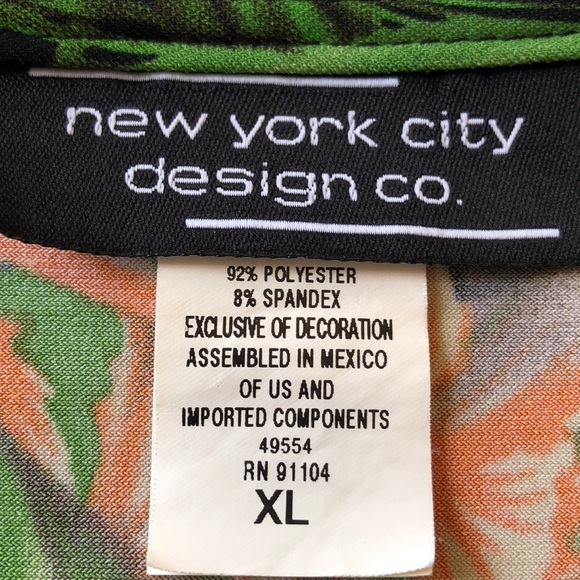 new york city
design co.
92% POLYESTER
8% SPANDEX
EXCLUSIVE OF DECORATION
ASSEMBLED IN MEXICO
OF US AND
IMPORTED COMPONENTS
49554
RN 91104
XL